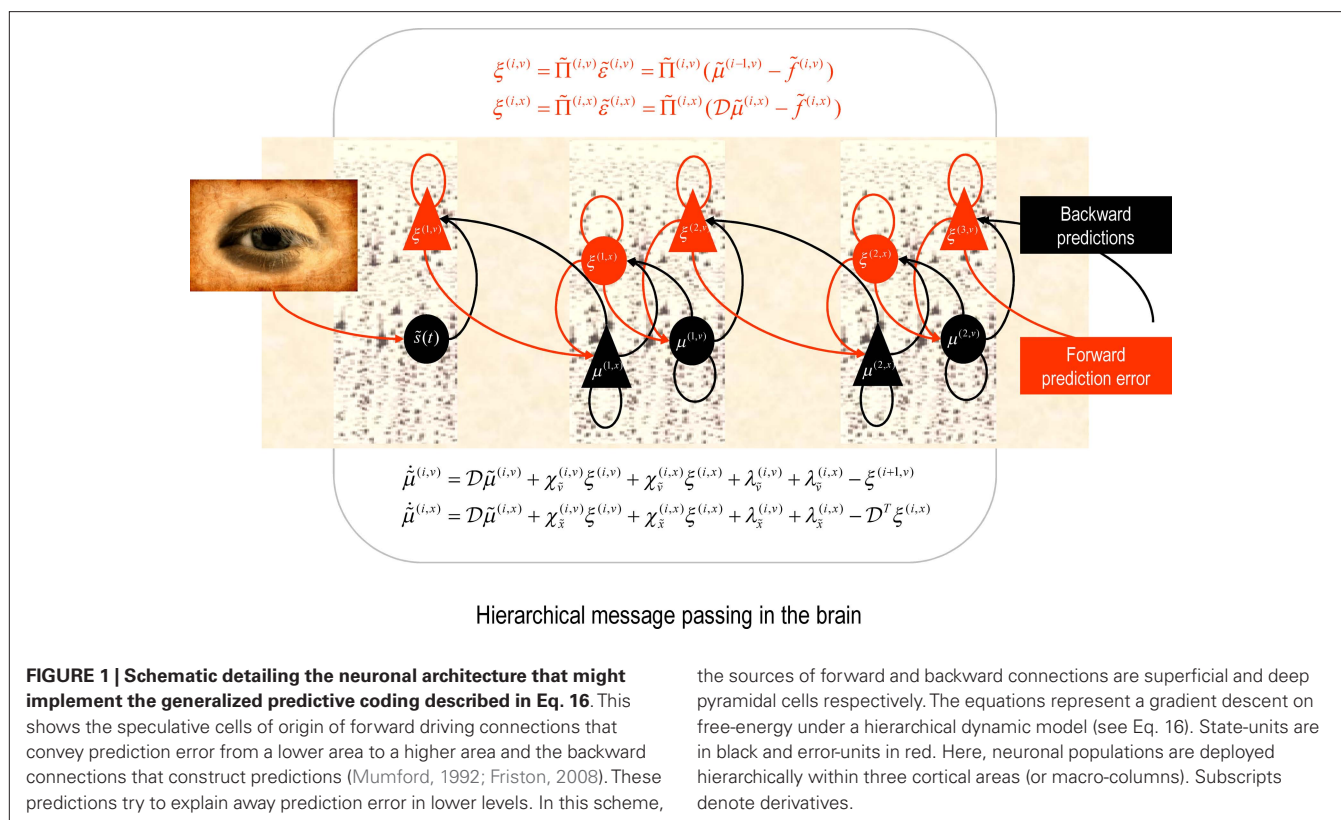 ξ^(i,v) = Π̃^(i,v) ε̃^(i,v) = Π̃^(i,v) (μ̃^(i−1,v) − f̃^(i,v))
ξ^(i,x) = Π̃^(i,x) ε̃^(i,x) = Π̃^(i,x) (𝒟μ̃^(i,x) − f̃^(i,x))
ξ^(1,v)
ξ^(2,v)
ξ^(3,v)
ξ^(1,x)
ξ^(2,x)
Backward
predictions
s̃(t)
μ^(1,x)
μ^(1,v)
μ^(2,x)
μ^(2,v)
Forward
prediction error
μ̃̇^(i,v) = 𝒟μ̃^(i,v) + χ_ṽ^(i,v) ξ^(i,v) + χ_ṽ^(i,x) ξ^(i,x) + λ_ṽ^(i,v) + λ_ṽ^(i,x) − ξ^(i+1,v)
μ̃̇^(i,x) = 𝒟μ̃^(i,x) + χ_x̃^(i,v) ξ^(i,v) + χ_x̃^(i,x) ξ^(i,x) + λ_x̃^(i,v) + λ_x̃^(i,x) − 𝒟^T ξ^(i,x)
Hierarchical message passing in the brain
FIGURE 1 | Schematic detailing the neuronal architecture that might
implement the generalized predictive coding described in Eq. 16. This
shows the speculative cells of origin of forward driving connections that
convey prediction error from a lower area to a higher area and the backward
connections that construct predictions (Mumford, 1992; Friston, 2008). These
predictions try to explain away prediction error in lower levels. In this scheme,
the sources of forward and backward connections are superficial and deep
pyramidal cells respectively. The equations represent a gradient descent on
free-energy under a hierarchical dynamic model (see Eq. 16). State-units are
in black and error-units in red. Here, neuronal populations are deployed
hierarchically within three cortical areas (or macro-columns). Subscripts
denote derivatives.